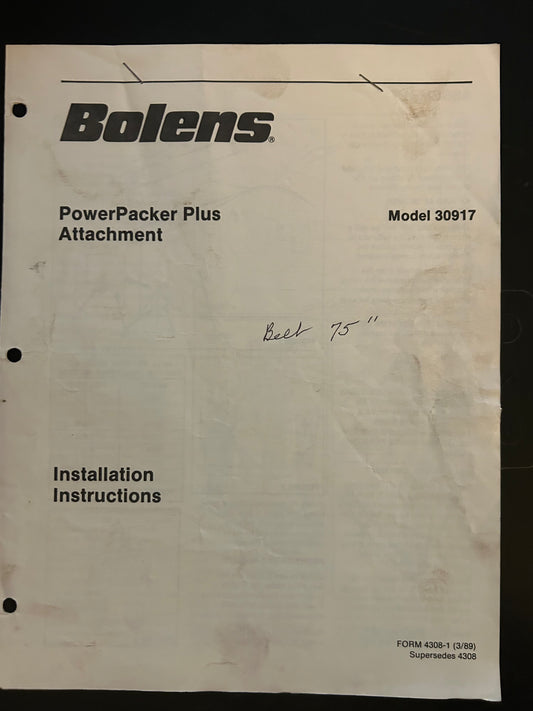 Bolens®
PowerPacker Plus
Attachment
Model 30917
Belt 75"
Installation
Instructions
FORM 4308-1 (3/89)
Supersedes 4308